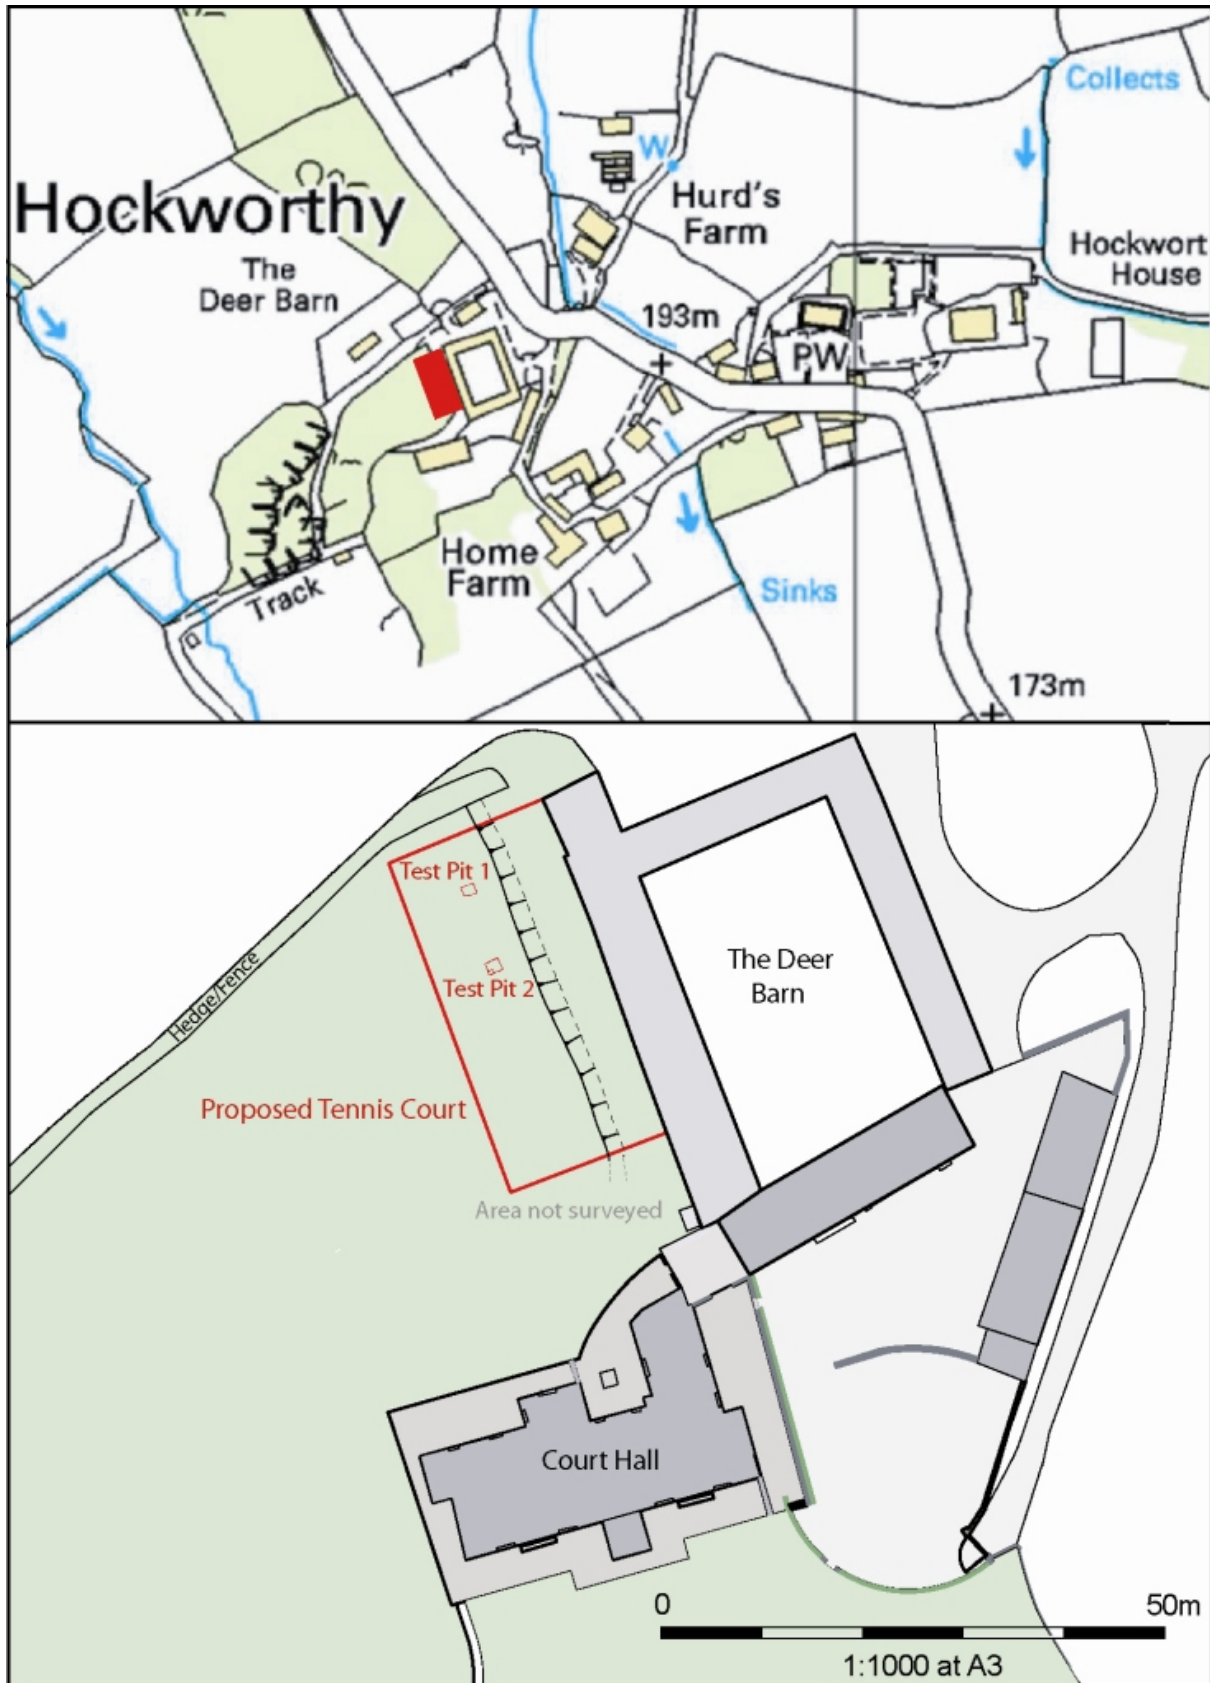 Collects
W
Hockworthy
Hurd's
Farm
The
Deer Barn
Hockwort
House
193m
PW
Home
Farm
Track
Sinks
173m
Test Pit 1
Test Pit 2
The Deer
Barn
Hedge/Fence
Proposed Tennis Court
Area not surveyed
Court Hall
0 50m
1:1000 at A3